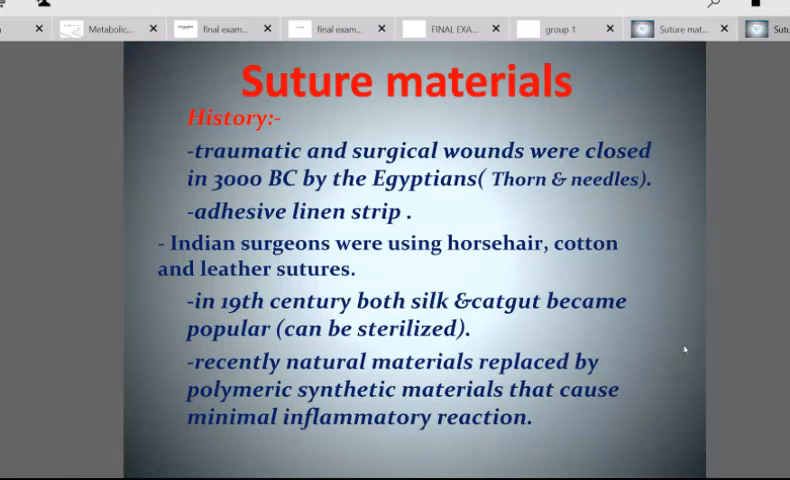 Metabolic...
final exam...
final exam...
FINAL EXA...
group 1
Suture mat...
Sutu
Suture materials
History:-
-traumatic and surgical wounds were closed
in 3000 BC by the Egyptians( Thorn & needles).
-adhesive linen strip .
- Indian surgeons were using horsehair, cotton
and leather sutures.
-in 19th century both silk &catgut became
popular (can be sterilized).
-recently natural materials replaced by
polymeric synthetic materials that cause
minimal inflammatory reaction.